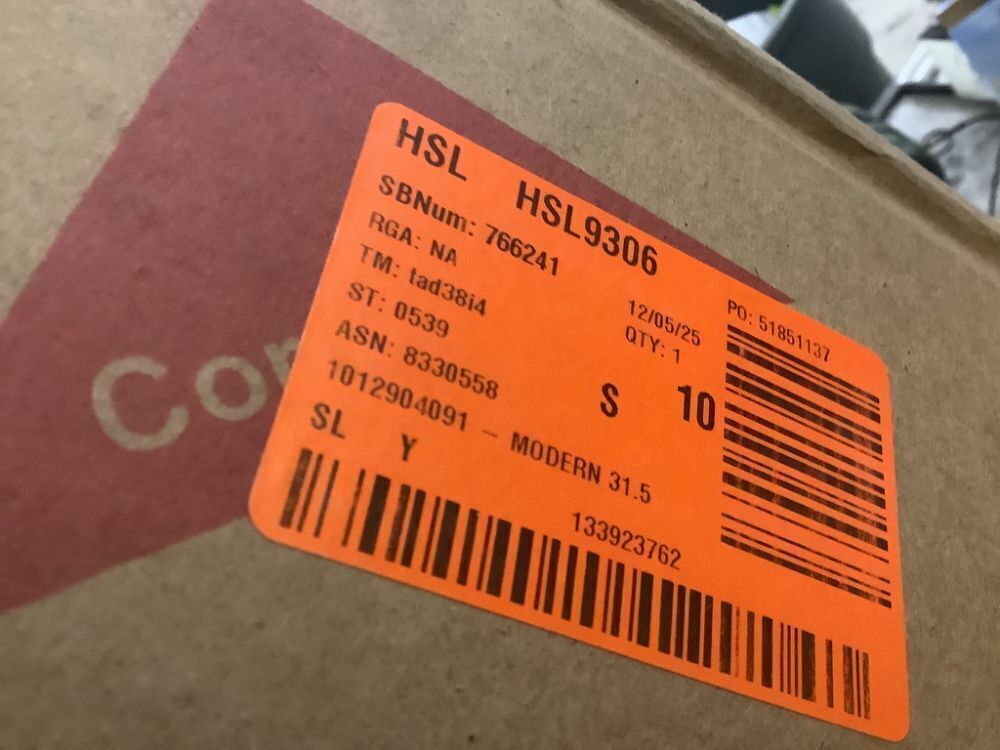 HSL HSL9306
SBNum: 766241
RGA: NA
TM: tad38i4
ST: 0539
ASN: 8330558
1012904091 - MODERN 31.5
SL Y
12/05/25
QTY: 1
S 10
PO: 51851137
133923762
Co